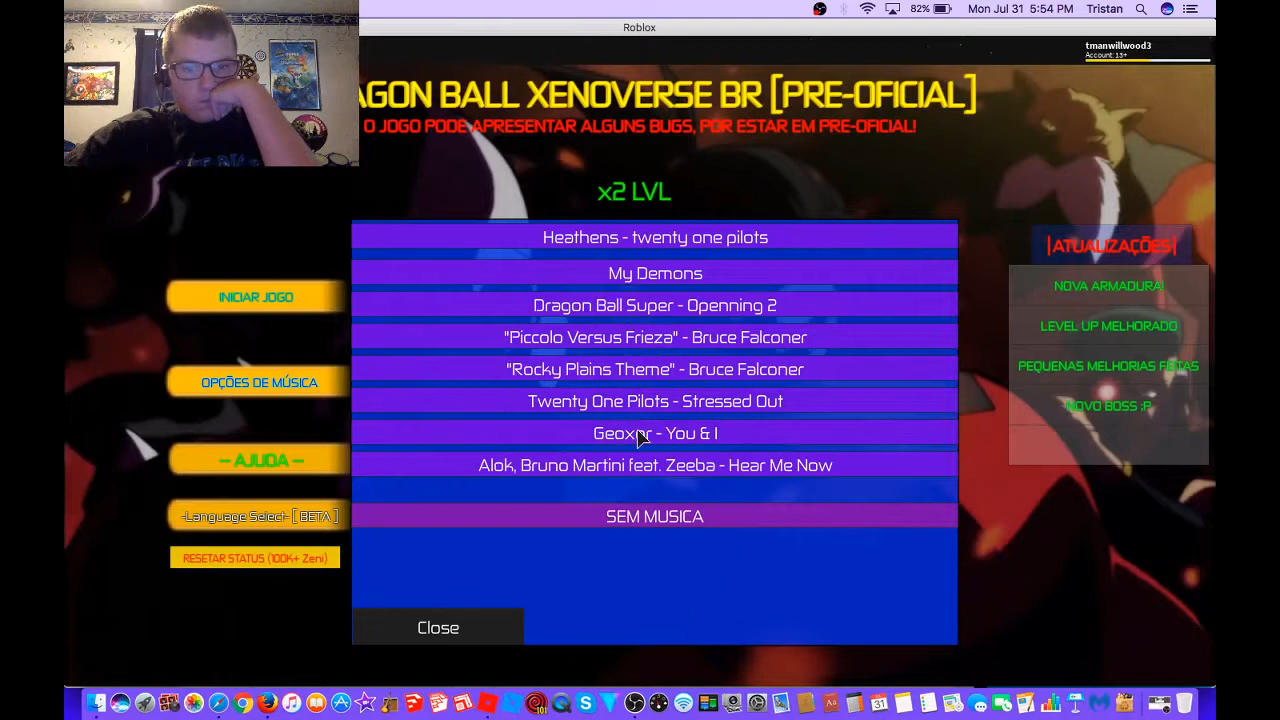 82% Mon Jul 31 5:54 PM Tristan
Roblox
tmanwillwood3
Account: 13+
AGON BALL XENOVERSE BR [PRE-OFICIAL]
O JOGO PODE APRESENTAR ALGUNS BUGS, POR ESTAR EM PRE-OFICIAL!
x2 LVL
Heathens - twenty one pilots
My Demons
Dragon Ball Super - Openning 2
"Piccolo Versus Frieza" - Bruce Falconer
"Rocky Plains Theme" - Bruce Falconer
Twenty One Pilots - Stressed Out
Geoxor - You & I
Alok, Bruno Martini feat. Zeeba - Hear Me Now
SEM MUSICA
Close
INICIAR JOGO
OPÇÕES DE MÚSICA
- AJUDA -
-Language Select- [ BETA ]
RESETAR STATUS (100K+ Zeni)
|ATUALIZAÇÕES|
NOVA ARMADURA!
LEVEL UP MELHORADO
PEQUENAS MELHORIAS FEITAS
NOVO BOSS :P